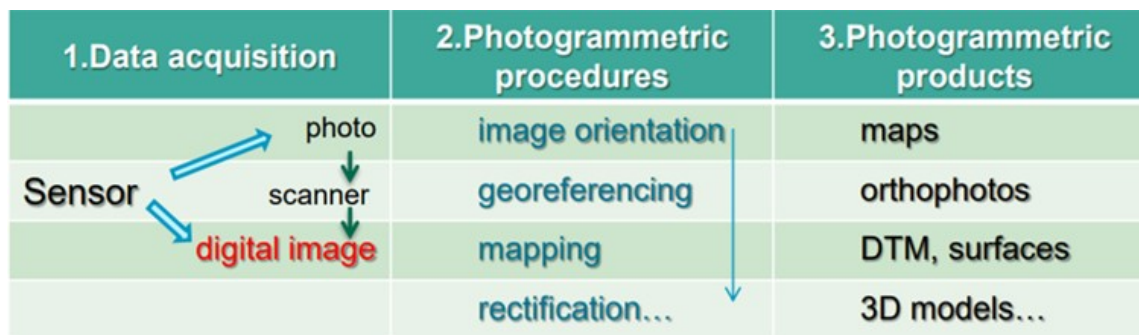 1.Data acquisition
2.Photogrammetric
procedures
3.Photogrammetric
products
photo
image orientation
maps
Sensor
scanner
georeferencing
orthophotos
digital image
mapping
DTM, surfaces
rectification…
3D models…